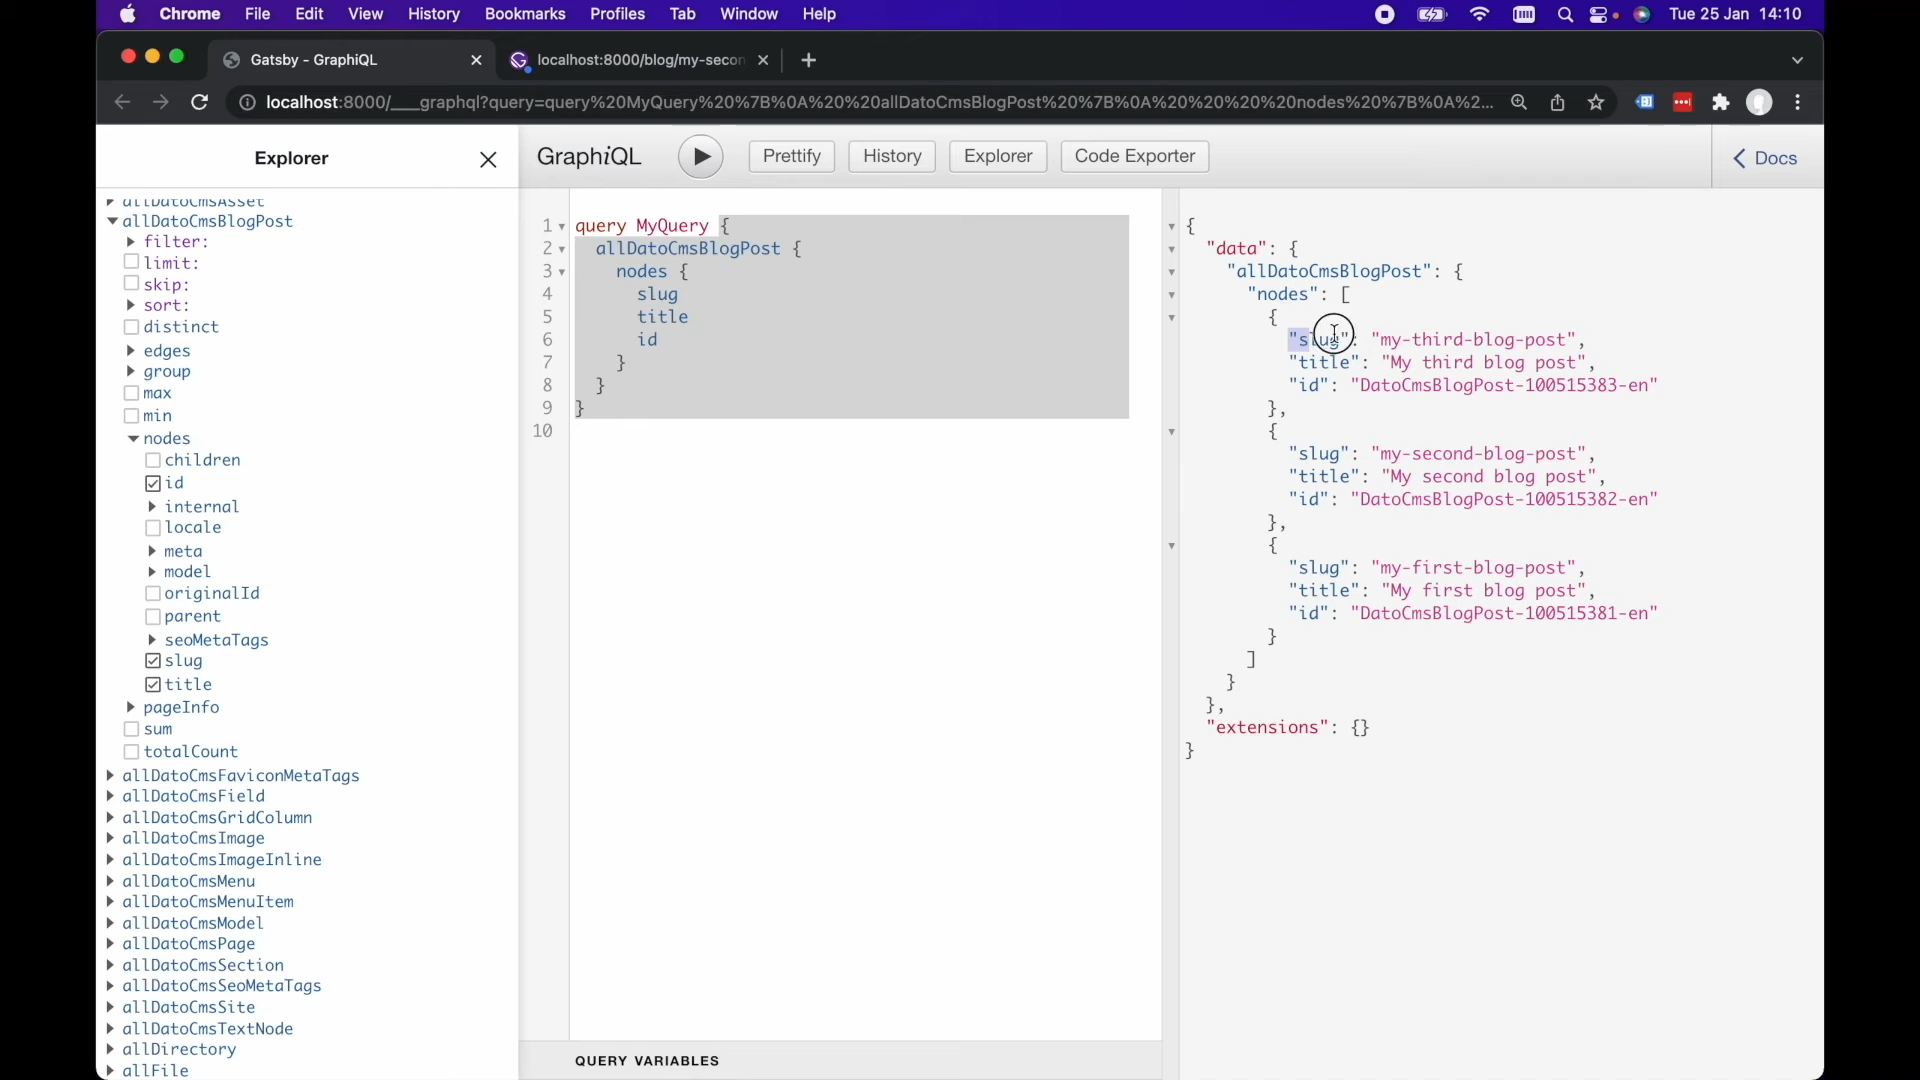 Chrome File Edit View History Bookmarks Profiles Tab Window Help Tue 25 Jan 14:10
Gatsby - GraphiQL localhost:8000/blog/my-secon
localhost:8000/___graphql?query=query%20MyQuery%20%7B%0A%20%20allDatoCmsBlogPost%20%7B%0A%20%20%20%20nodes%20%7B%0A%2...
Explorer
allDatoCmsAsset
allDatoCmsBlogPost
filter:
limit:
skip:
sort:
distinct
edges
group
max
min
nodes
children
id
internal
locale
meta
model
originalId
parent
seoMetaTags
slug
title
pageInfo
sum
totalCount
allDatoCmsFaviconMetaTags
allDatoCmsField
allDatoCmsGridColumn
allDatoCmsImage
allDatoCmsImageInline
allDatoCmsMenu
allDatoCmsMenuItem
allDatoCmsModel
allDatoCmsPage
allDatoCmsSection
allDatoCmsSeoMetaTags
allDatoCmsSite
allDatoCmsTextNode
allDirectory
allFile
GraphiQL Prettify History Explorer Code Exporter Docs
1 query MyQuery {
2 allDatoCmsBlogPost {
3 nodes {
4 slug
5 title
6 id
7 }
8 }
9 }
10
QUERY VARIABLES
{
"data": {
"allDatoCmsBlogPost": {
"nodes": [
{
"slug": "my-third-blog-post",
"title": "My third blog post",
"id": "DatoCmsBlogPost-100515383-en"
},
{
"slug": "my-second-blog-post",
"title": "My second blog post",
"id": "DatoCmsBlogPost-100515382-en"
},
{
"slug": "my-first-blog-post",
"title": "My first blog post",
"id": "DatoCmsBlogPost-100515381-en"
}
]
}
},
"extensions": {}
}